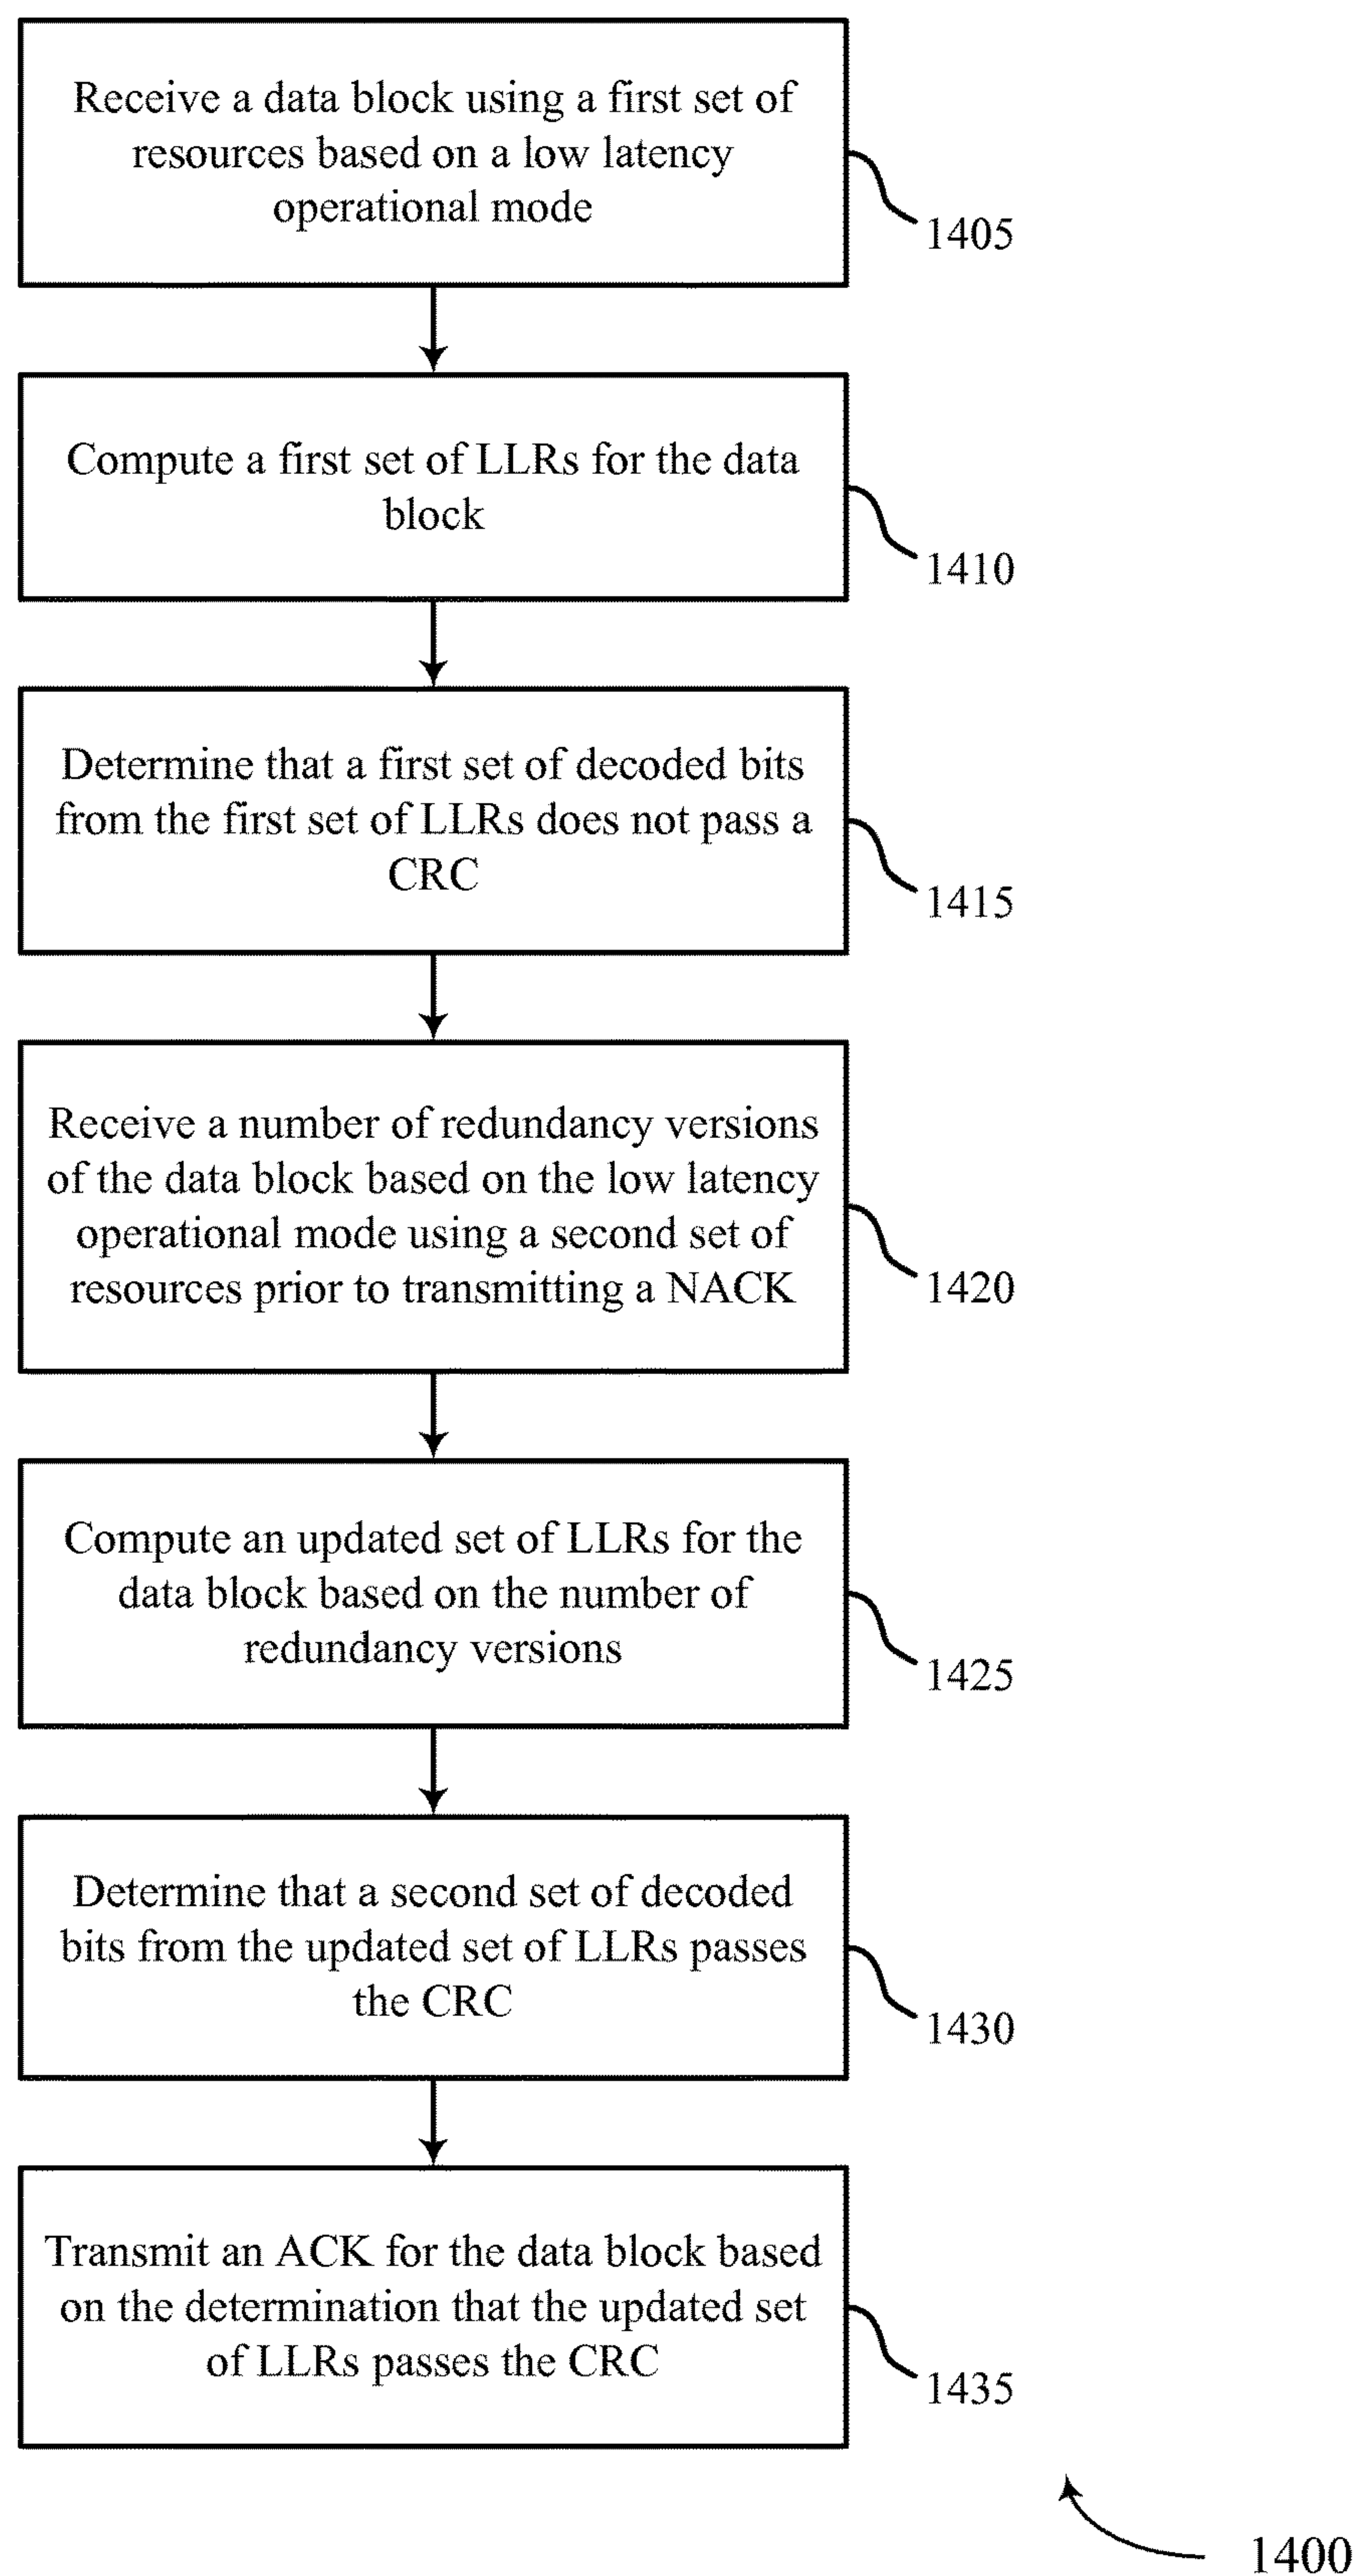 Receive a data block using a first set of
resources based on a low latency
operational mode
1405
Compute a first set of LLRs for the data
block
1410
Determine that a first set of decoded bits
from the first set of LLRs does not pass a
CRC
1415
Receive a number of redundancy versions
of the data block based on the low latency
operational mode using a second set of
resources prior to transmitting a NACK
1420
Compute an updated set of LLRs for the
data block based on the number of
redundancy versions
1425
Determine that a second set of decoded
bits from the updated set of LLRs passes
the CRC
1430
Transmit an ACK for the data block based
on the determination that the updated set
of LLRs passes the CRC
1435
1400